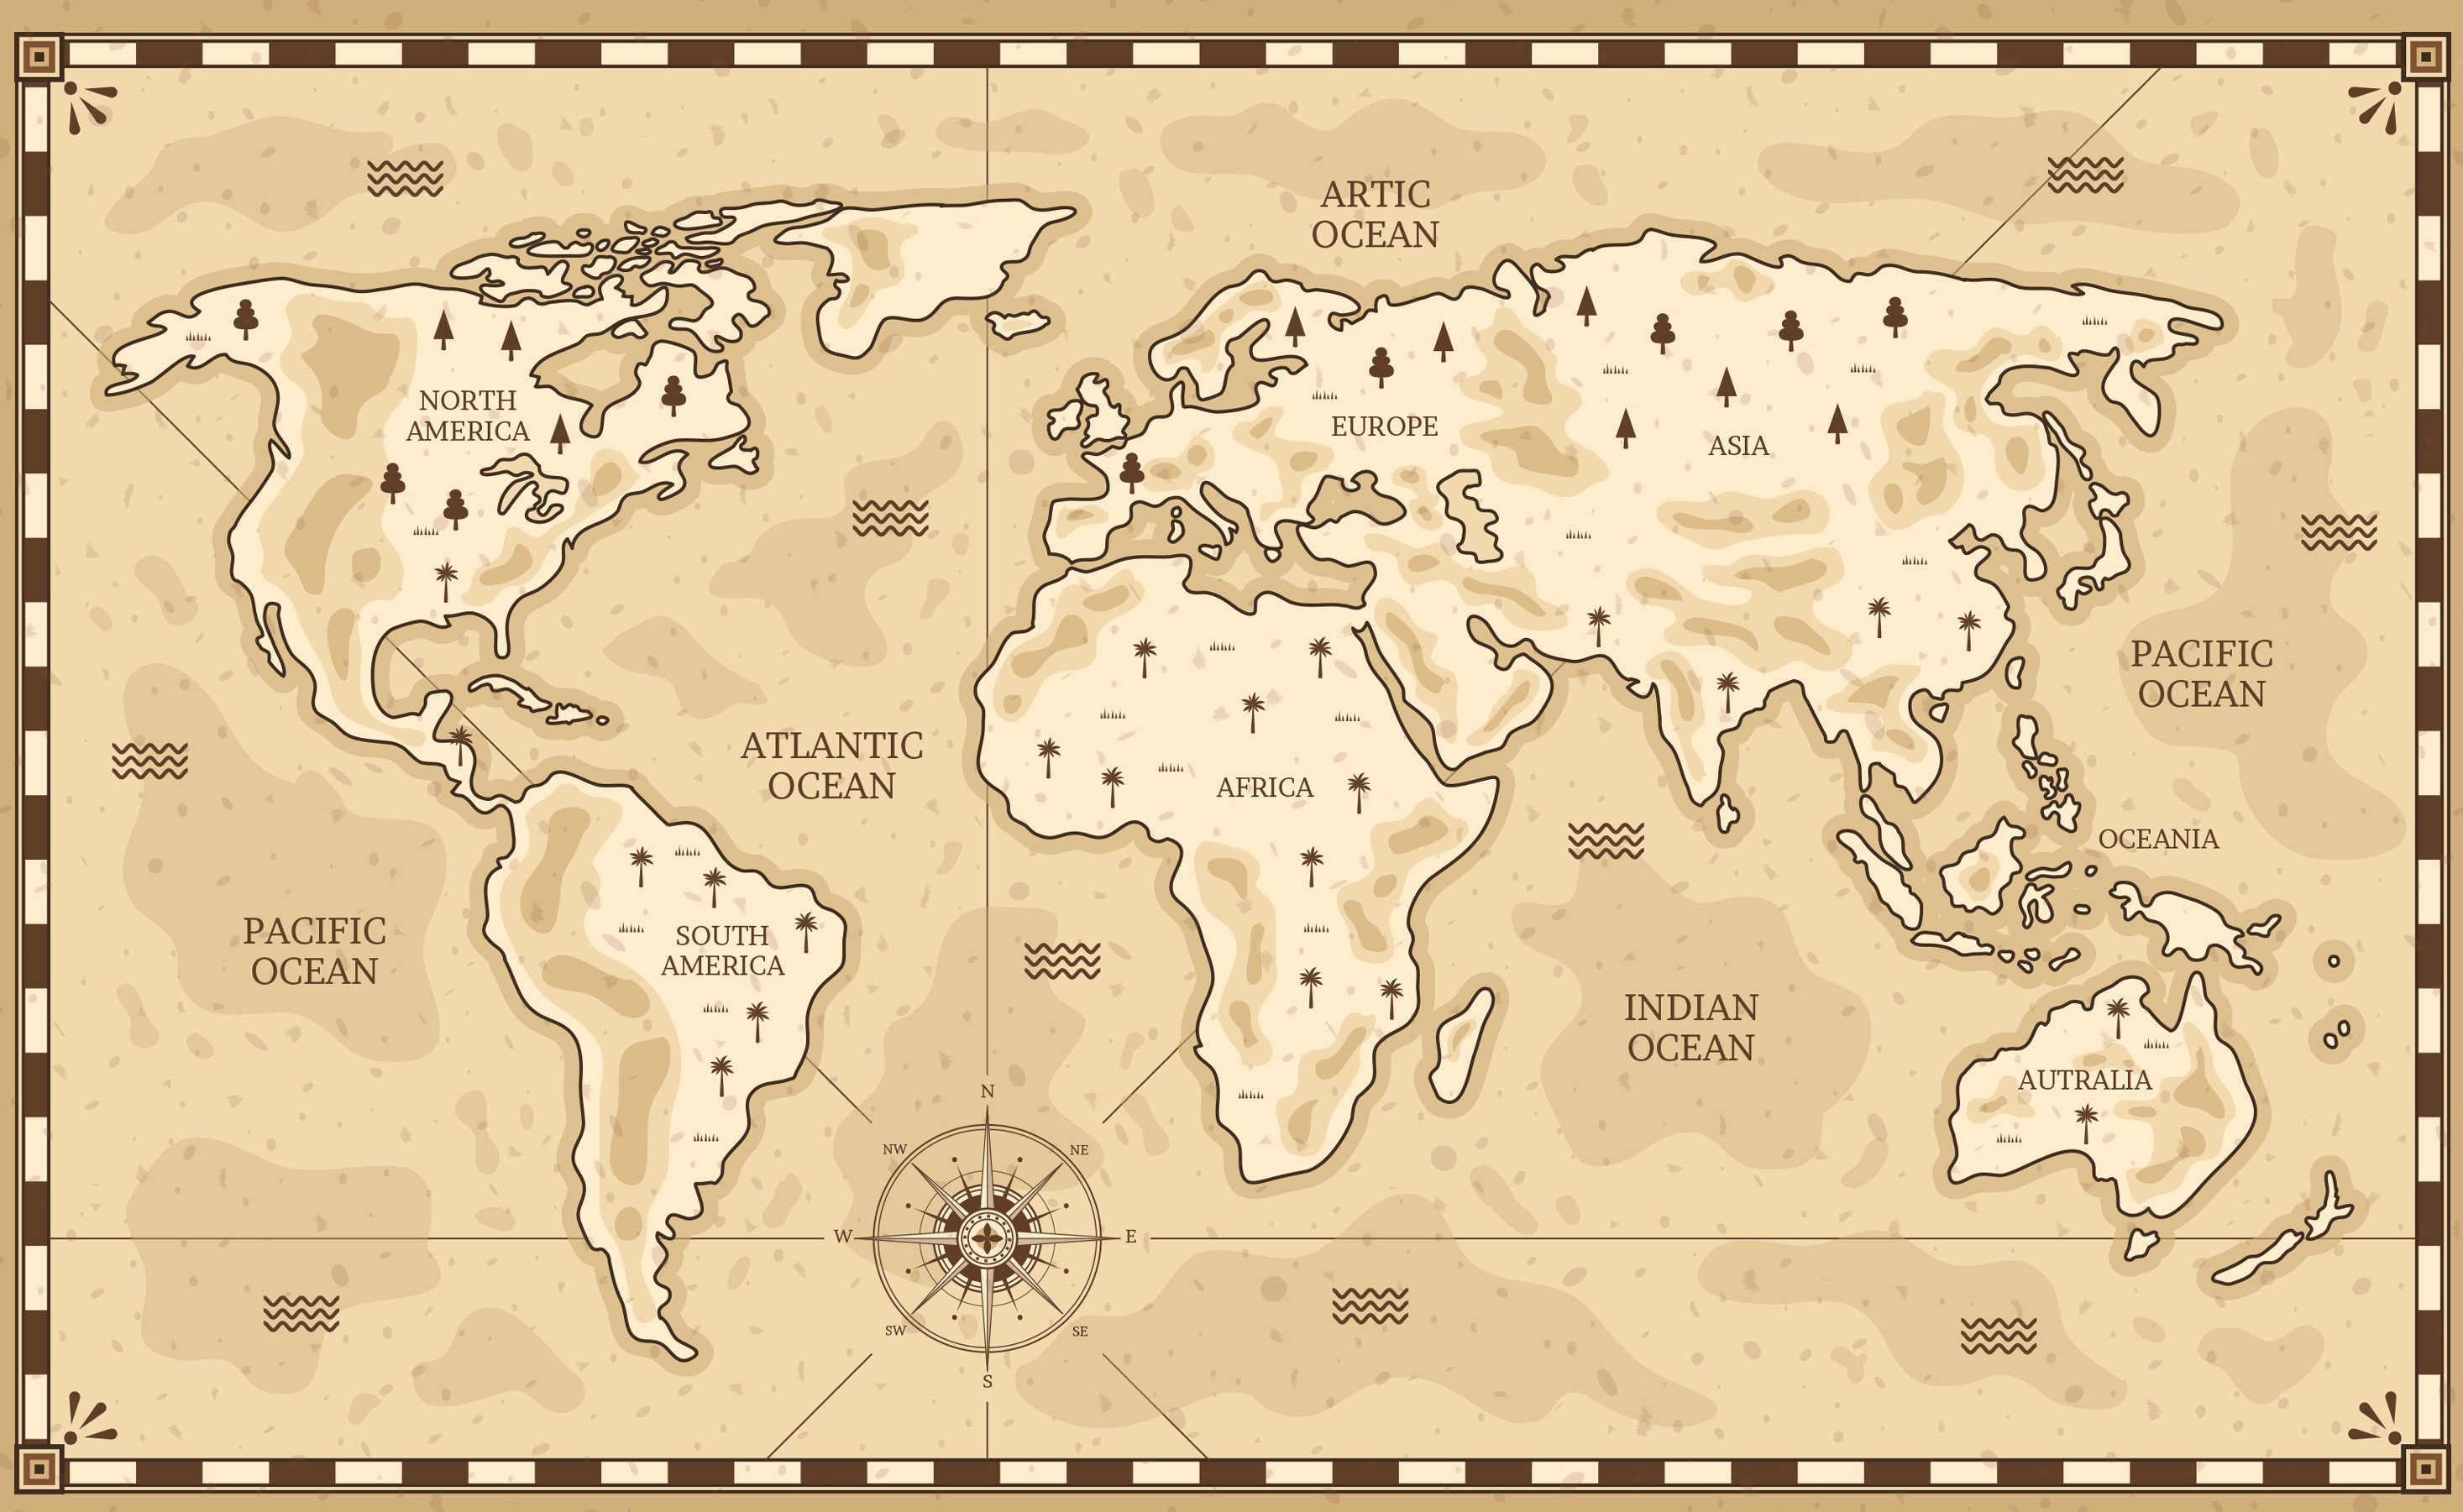 ARTIC
OCEAN
NORTH
AMERICA
EUROPE
ASIA
PACIFIC
OCEAN
ATLANTIC
OCEAN
AFRICA
OCEANIA
PACIFIC
OCEAN
SOUTH
AMERICA
INDIAN
OCEAN
AUTRALIA
N
NW
NE
W
E
SW
SE
S